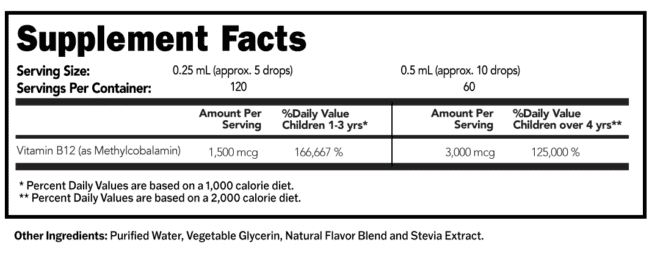 Supplement Facts
Serving Size: 0.25 mL (approx. 5 drops) 0.5 mL (approx. 10 drops)
Servings Per Container: 120 60
Amount Per %Daily Value Amount Per %Daily Value
Serving Children 1-3 yrs* Serving Children over 4 yrs**
Vitamin B12 (as Methylcobalamin) 1,500 mcg 166,667 % 3,000 mcg 125,000 %
* Percent Daily Values are based on a 1,000 calorie diet.
** Percent Daily Values are based on a 2,000 calorie diet.
Other Ingredients: Purified Water, Vegetable Glycerin, Natural Flavor Blend and Stevia Extract.